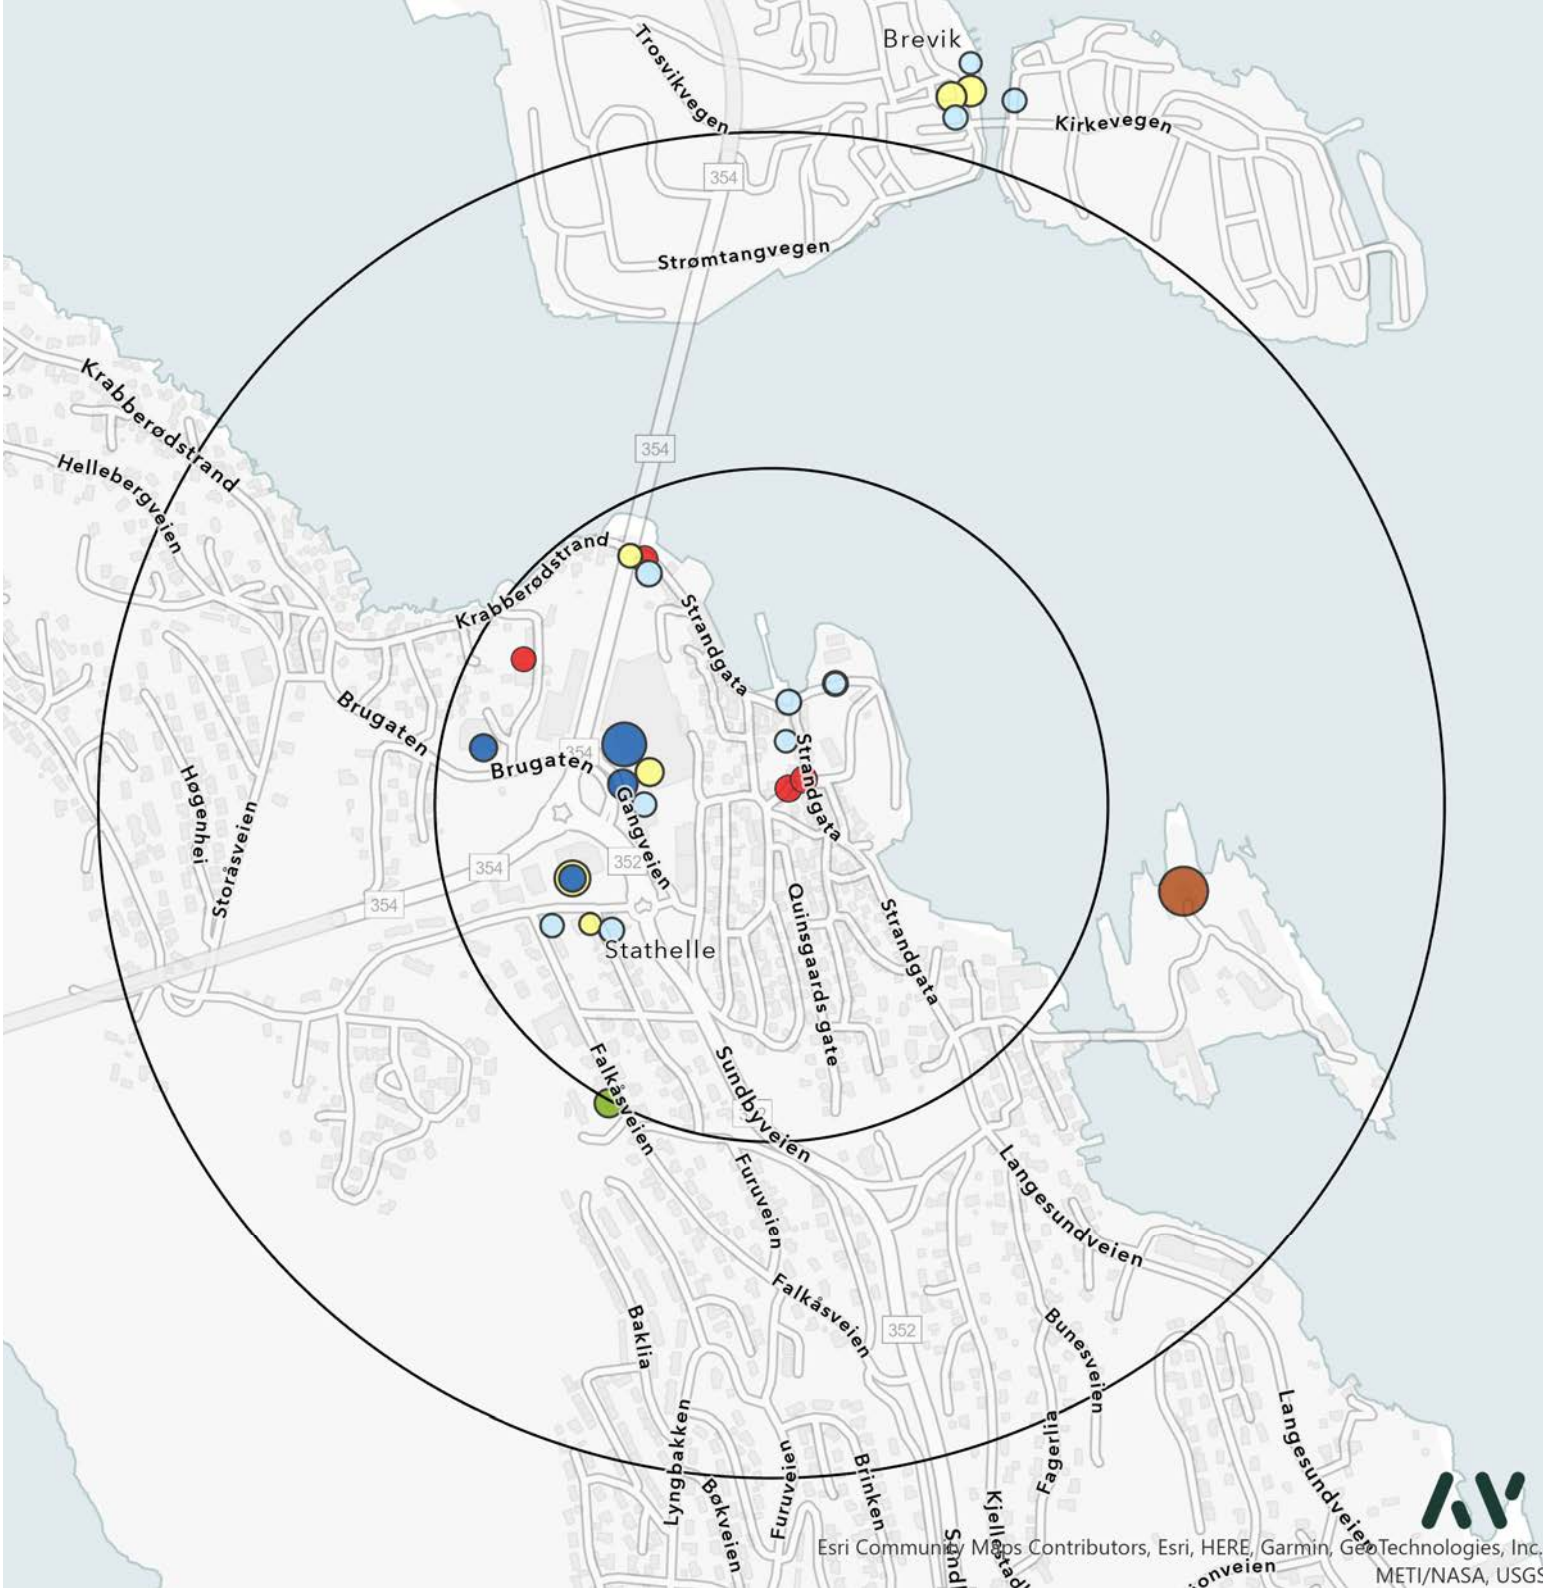 Brevik
Trosvikvegen
Kirkevegen
354
Strømtangvegen
Krabberødstrand
354
Hellebergveien
Krabberødstrand
Strandgata
Brugaten
354
Brugaten
Strandgata
Høgenhei
Storåsveien
Gangveien
352
354
354
Quinsgaards gate
Strandgata
Stathelle
Falkåsveien
Sundbyveien
Furuveien
Langesundveien
Falkåsveien
Baklia
352
Bunesveien
Lyngbakken
Fagerlia
Langesundveien
Furuveien
Brinken
Bøkveien
Esri Community Maps Contributors, Esri, HERE, Garmin, GeoTechnologies, Inc.
METI/NASA, USGS